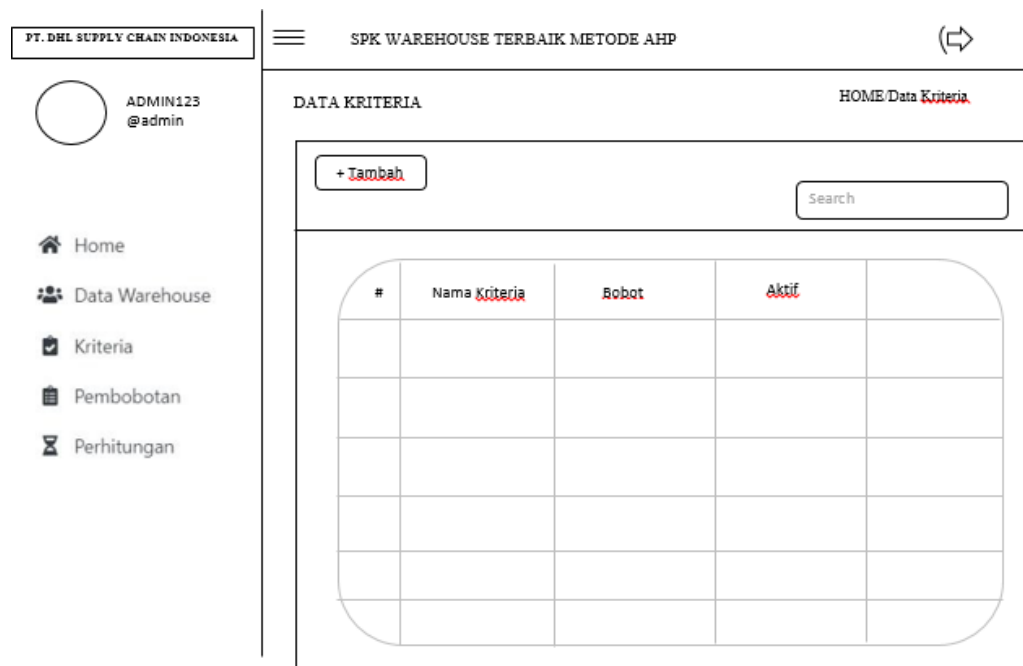 PT. DHL SUPPLY CHAIN INDONESIA
SPK WAREHOUSE TERBAIK METODE AHP
ADMIN123
@admin
Home
Data Warehouse
Kriteria
Pembobotan
Perhitungan
DATA KRITERIA
HOME/Data Kriteria
+ Tambah
Search
# Nama Kriteria Bobot Aktif